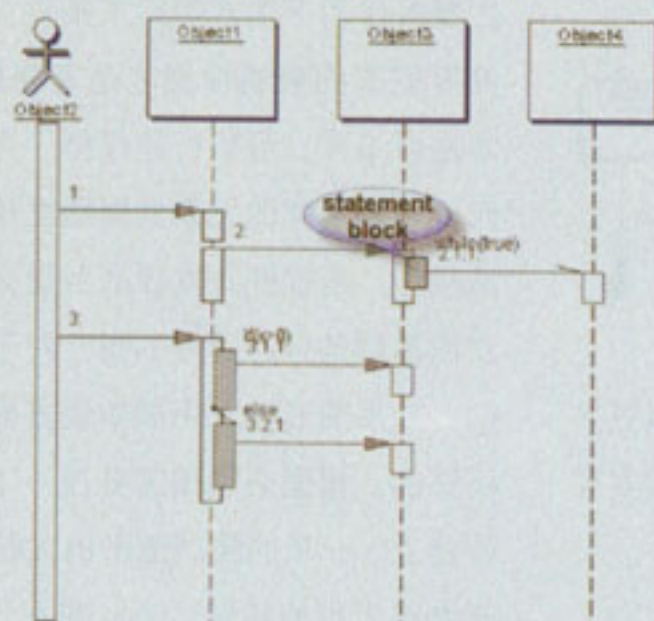 Object1
Object3
Object4
Object2
1
statement
block
2
while(true)
2.1.1
3
else
3.2.1